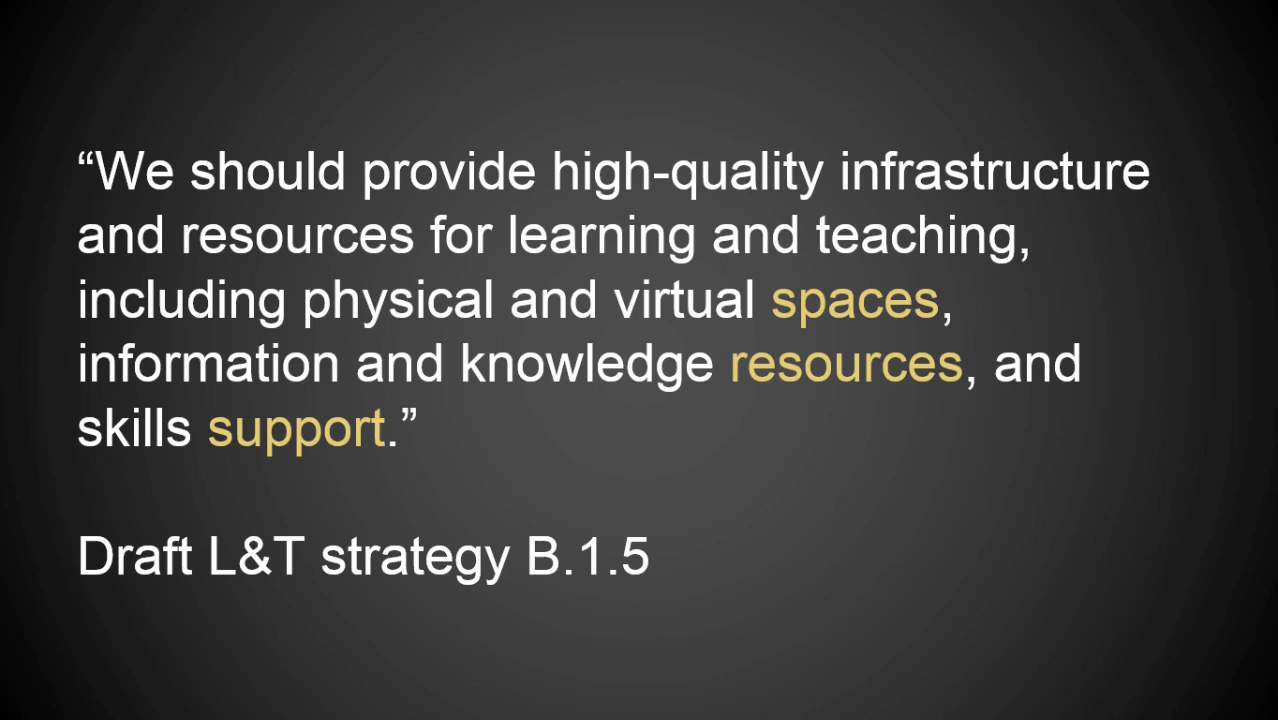 “We should provide high-quality infrastructure
and resources for learning and teaching,
including physical and virtual spaces,
information and knowledge resources, and
skills support.”
Draft L&T strategy B.1.5